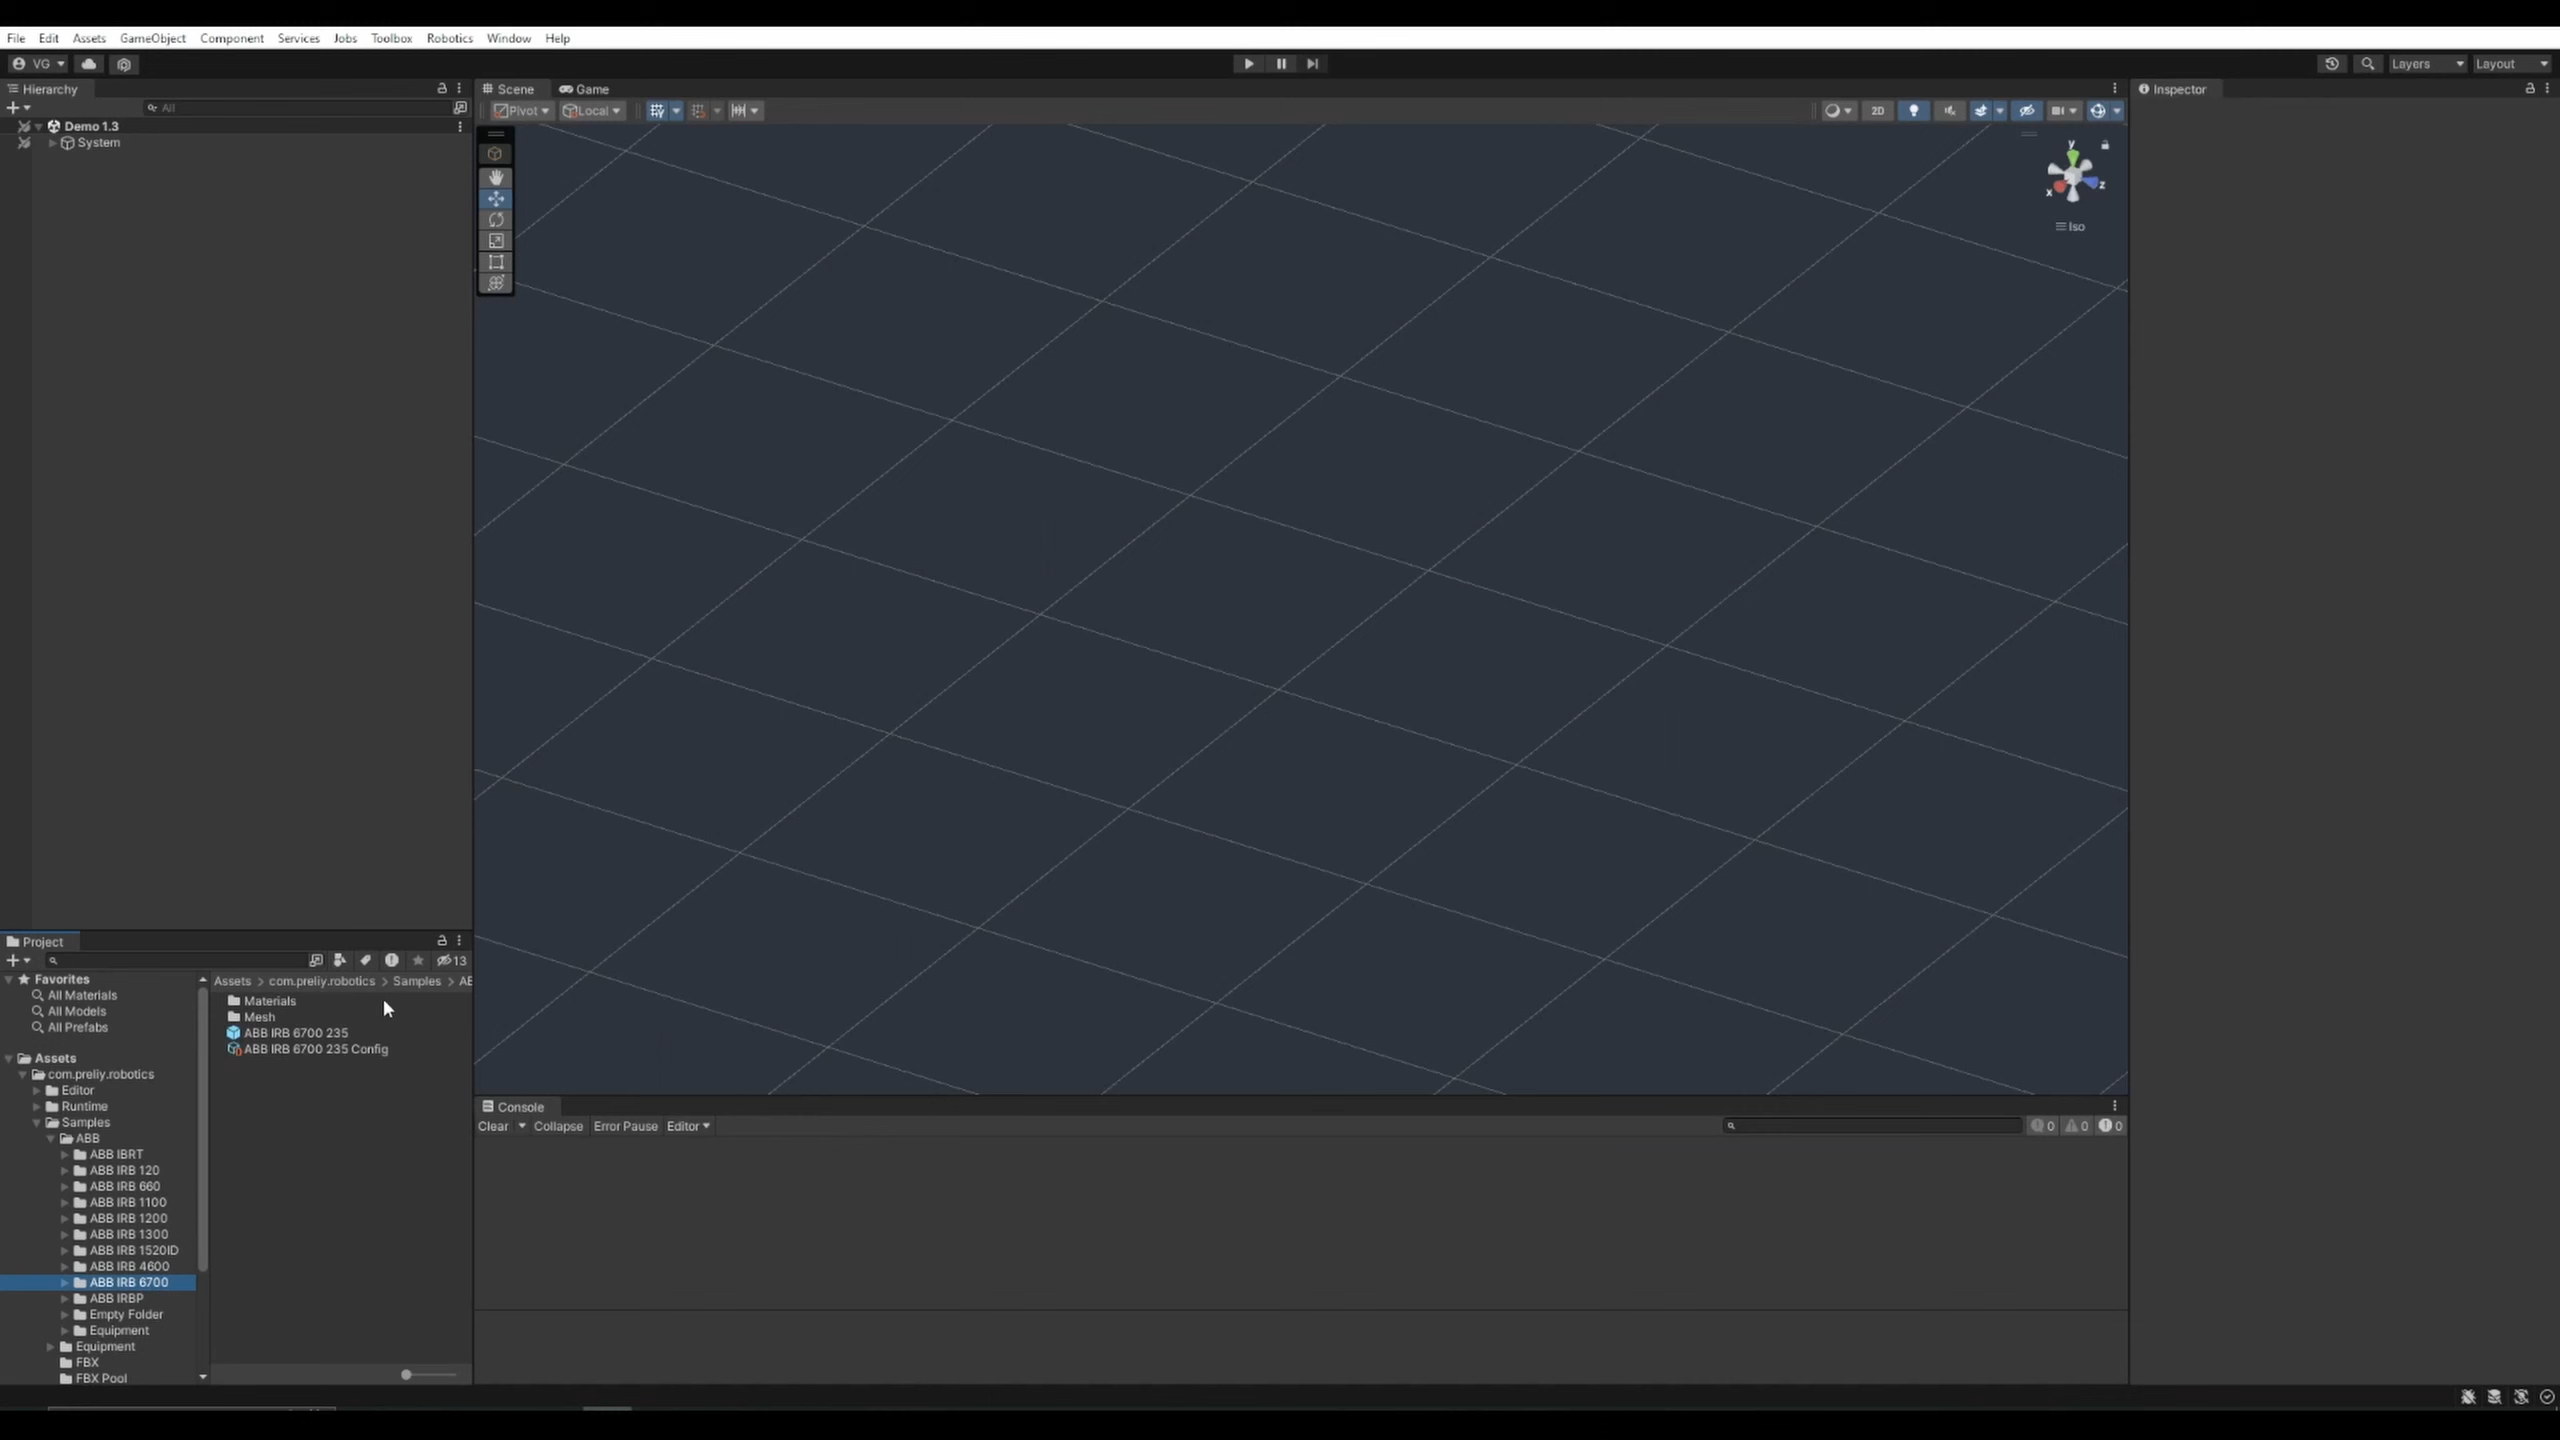 File Edit Assets GameObject Component Services Jobs Toolbox Robotics Window Help
VG
Layers
Layout
Hierarchy
All
Demo 1.3
System
Scene
Game
Pivot
Local
2D
y
x
z
Iso
Inspector
Project
13
Favorites
All Materials
All Models
All Prefabs
Assets
com.preliy.robotics
Editor
Runtime
Samples
ABB
ABB IBRT
ABB IRB 120
ABB IRB 660
ABB IRB 1100
ABB IRB 1200
ABB IRB 1300
ABB IRB 1520ID
ABB IRB 4600
ABB IRB 6700
ABB IRBP
Empty Folder
Equipment
Equipment
FBX
FBX Pool
Assets > com.preliy.robotics > Samples > AB
Materials
Mesh
ABB IRB 6700 235
ABB IRB 6700 235 Config
Console
Clear Collapse Error Pause Editor
0 0 0